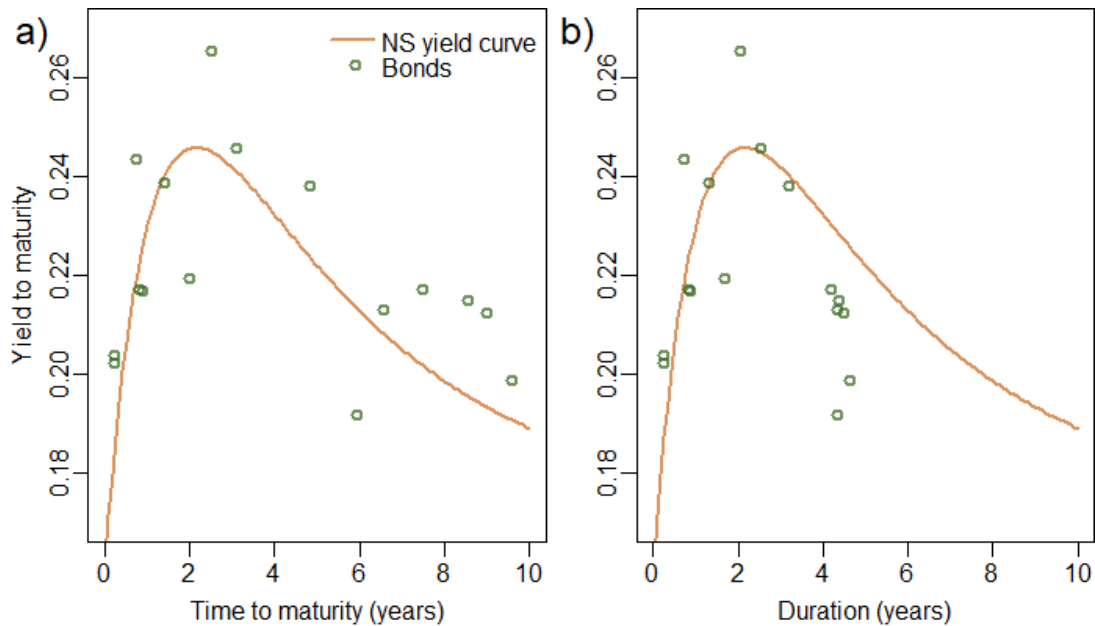 a)
NS yield curve
Bonds
Yield to maturity
0.26
0.24
0.22
0.20
0.18
0 2 4 6 8 10
Time to maturity (years)
b)
0.26
0.24
0.22
0.20
0.18
0 2 4 6 8 10
Duration (years)